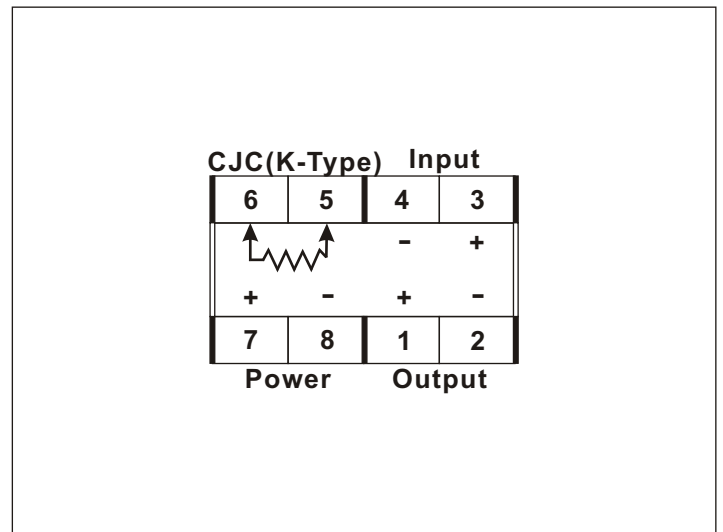 CJC(K-Type) Input
6 5 4 3
- +
+ - + -
7 8 1 2
Power Output